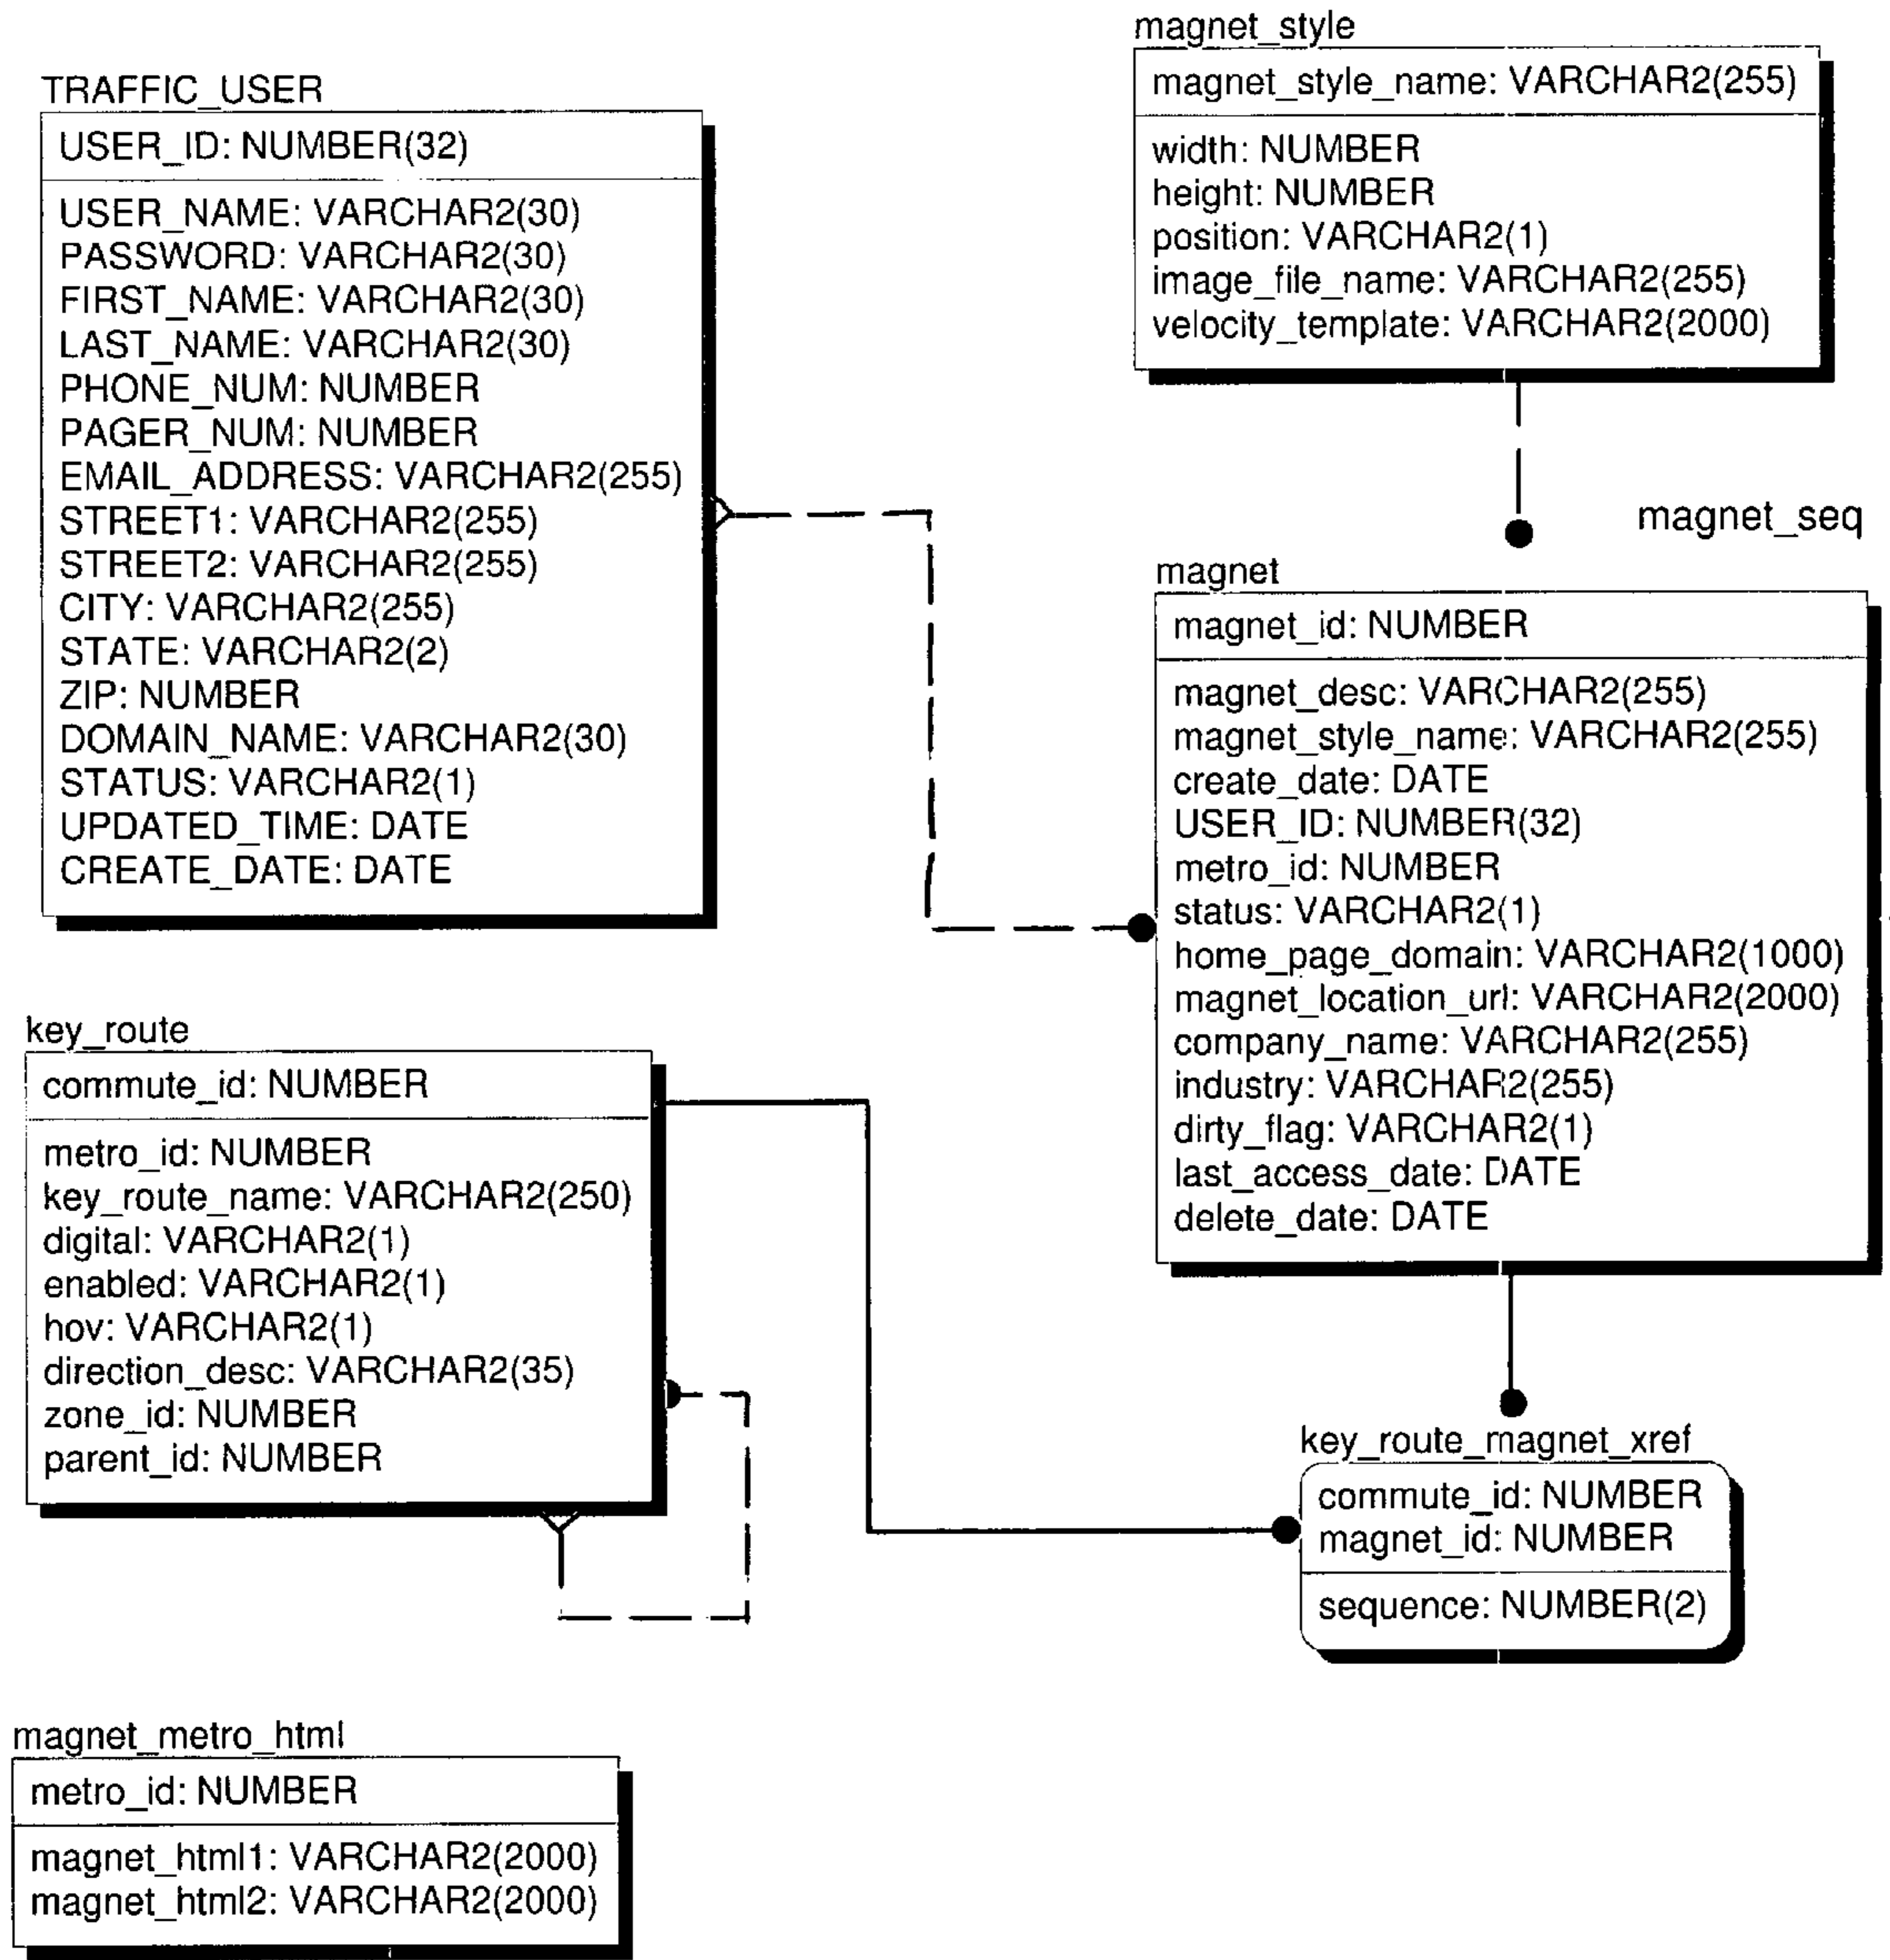 TRAFFIC_USER
USER_ID: NUMBER(32)
USER_NAME: VARCHAR2(30)
PASSWORD: VARCHAR2(30)
FIRST_NAME: VARCHAR2(30)
LAST_NAME: VARCHAR2(30)
PHONE_NUM: NUMBER
PAGER_NUM: NUMBER
EMAIL_ADDRESS: VARCHAR2(255)
STREET1: VARCHAR2(255)
STREET2: VARCHAR2(255)
CITY: VARCHAR2(255)
STATE: VARCHAR2(2)
ZIP: NUMBER
DOMAIN_NAME: VARCHAR2(30)
STATUS: VARCHAR2(1)
UPDATED_TIME: DATE
CREATE_DATE: DATE
magnet_style
magnet_style_name: VARCHAR2(255)
width: NUMBER
height: NUMBER
position: VARCHAR2(1)
image_file_name: VARCHAR2(255)
velocity_template: VARCHAR2(2000)
magnet_seq
magnet
magnet_id: NUMBER
magnet_desc: VARCHAR2(255)
magnet_style_name: VARCHAR2(255)
create_date: DATE
USER_ID: NUMBER(32)
metro_id: NUMBER
status: VARCHAR2(1)
home_page_domain: VARCHAR2(1000)
magnet_location_url: VARCHAR2(2000)
company_name: VARCHAR2(255)
industry: VARCHAR2(255)
dirty_flag: VARCHAR2(1)
last_access_date: DATE
delete_date: DATE
key_route
commute_id: NUMBER
metro_id: NUMBER
key_route_name: VARCHAR2(250)
digital: VARCHAR2(1)
enabled: VARCHAR2(1)
hov: VARCHAR2(1)
direction_desc: VARCHAR2(35)
zone_id: NUMBER
parent_id: NUMBER
key_route_magnet_xref
commute_id: NUMBER
magnet_id: NUMBER
sequence: NUMBER(2)
magnet_metro_html
metro_id: NUMBER
magnet_html1: VARCHAR2(2000)
magnet_html2: VARCHAR2(2000)